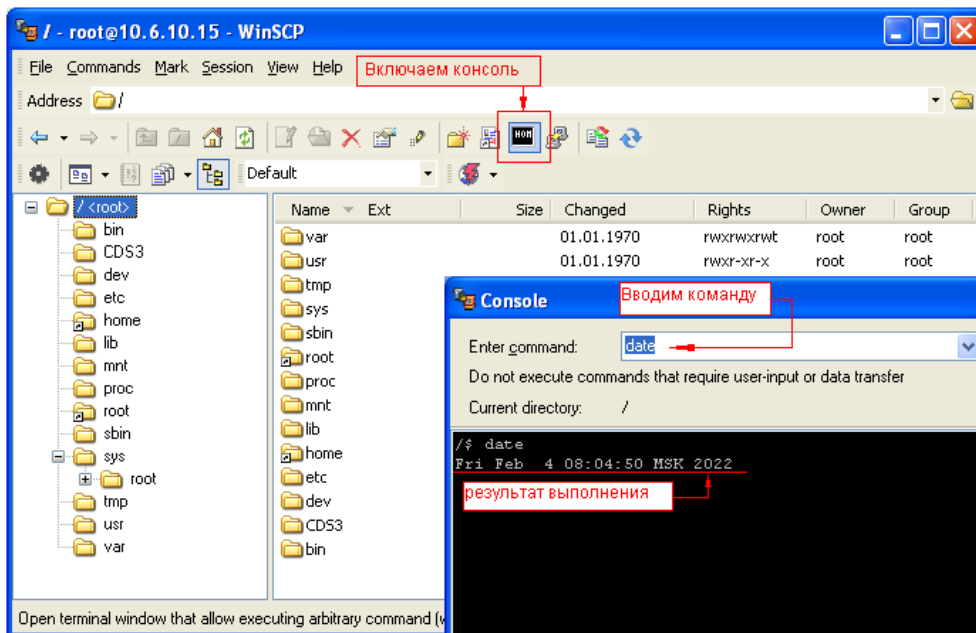 / - root@10.6.10.15 - WinSCP
File Commands Mark Session View Help
Включаем консоль
Address /
Default
/ <root>
bin
CDS3
dev
etc
home
lib
mnt
proc
root
sbin
sys
root
tmp
usr
var
Name Ext Size Changed Rights Owner Group
var 01.01.1970 rwxrwxrwt root root
usr 01.01.1970 rwxr-xr-x root root
tmp
sys
sbin
root
proc
mnt
lib
home
etc
dev
CDS3
bin
Console
Вводим команду
Enter command: date
Do not execute commands that require user-input or data transfer
Current directory: /
/$ date
Fri Feb 4 08:04:50 MSK 2022
результат выполнения
Open terminal window that allow executing arbitrary command